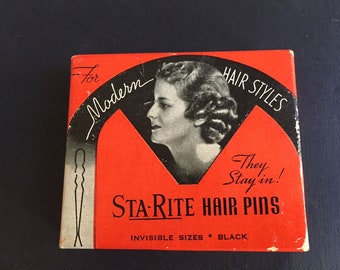 For
Modern
HAIR STYLES
They
Stay in!
STA-RITE HAIR PINS
INVISIBLE SIZES * BLACK